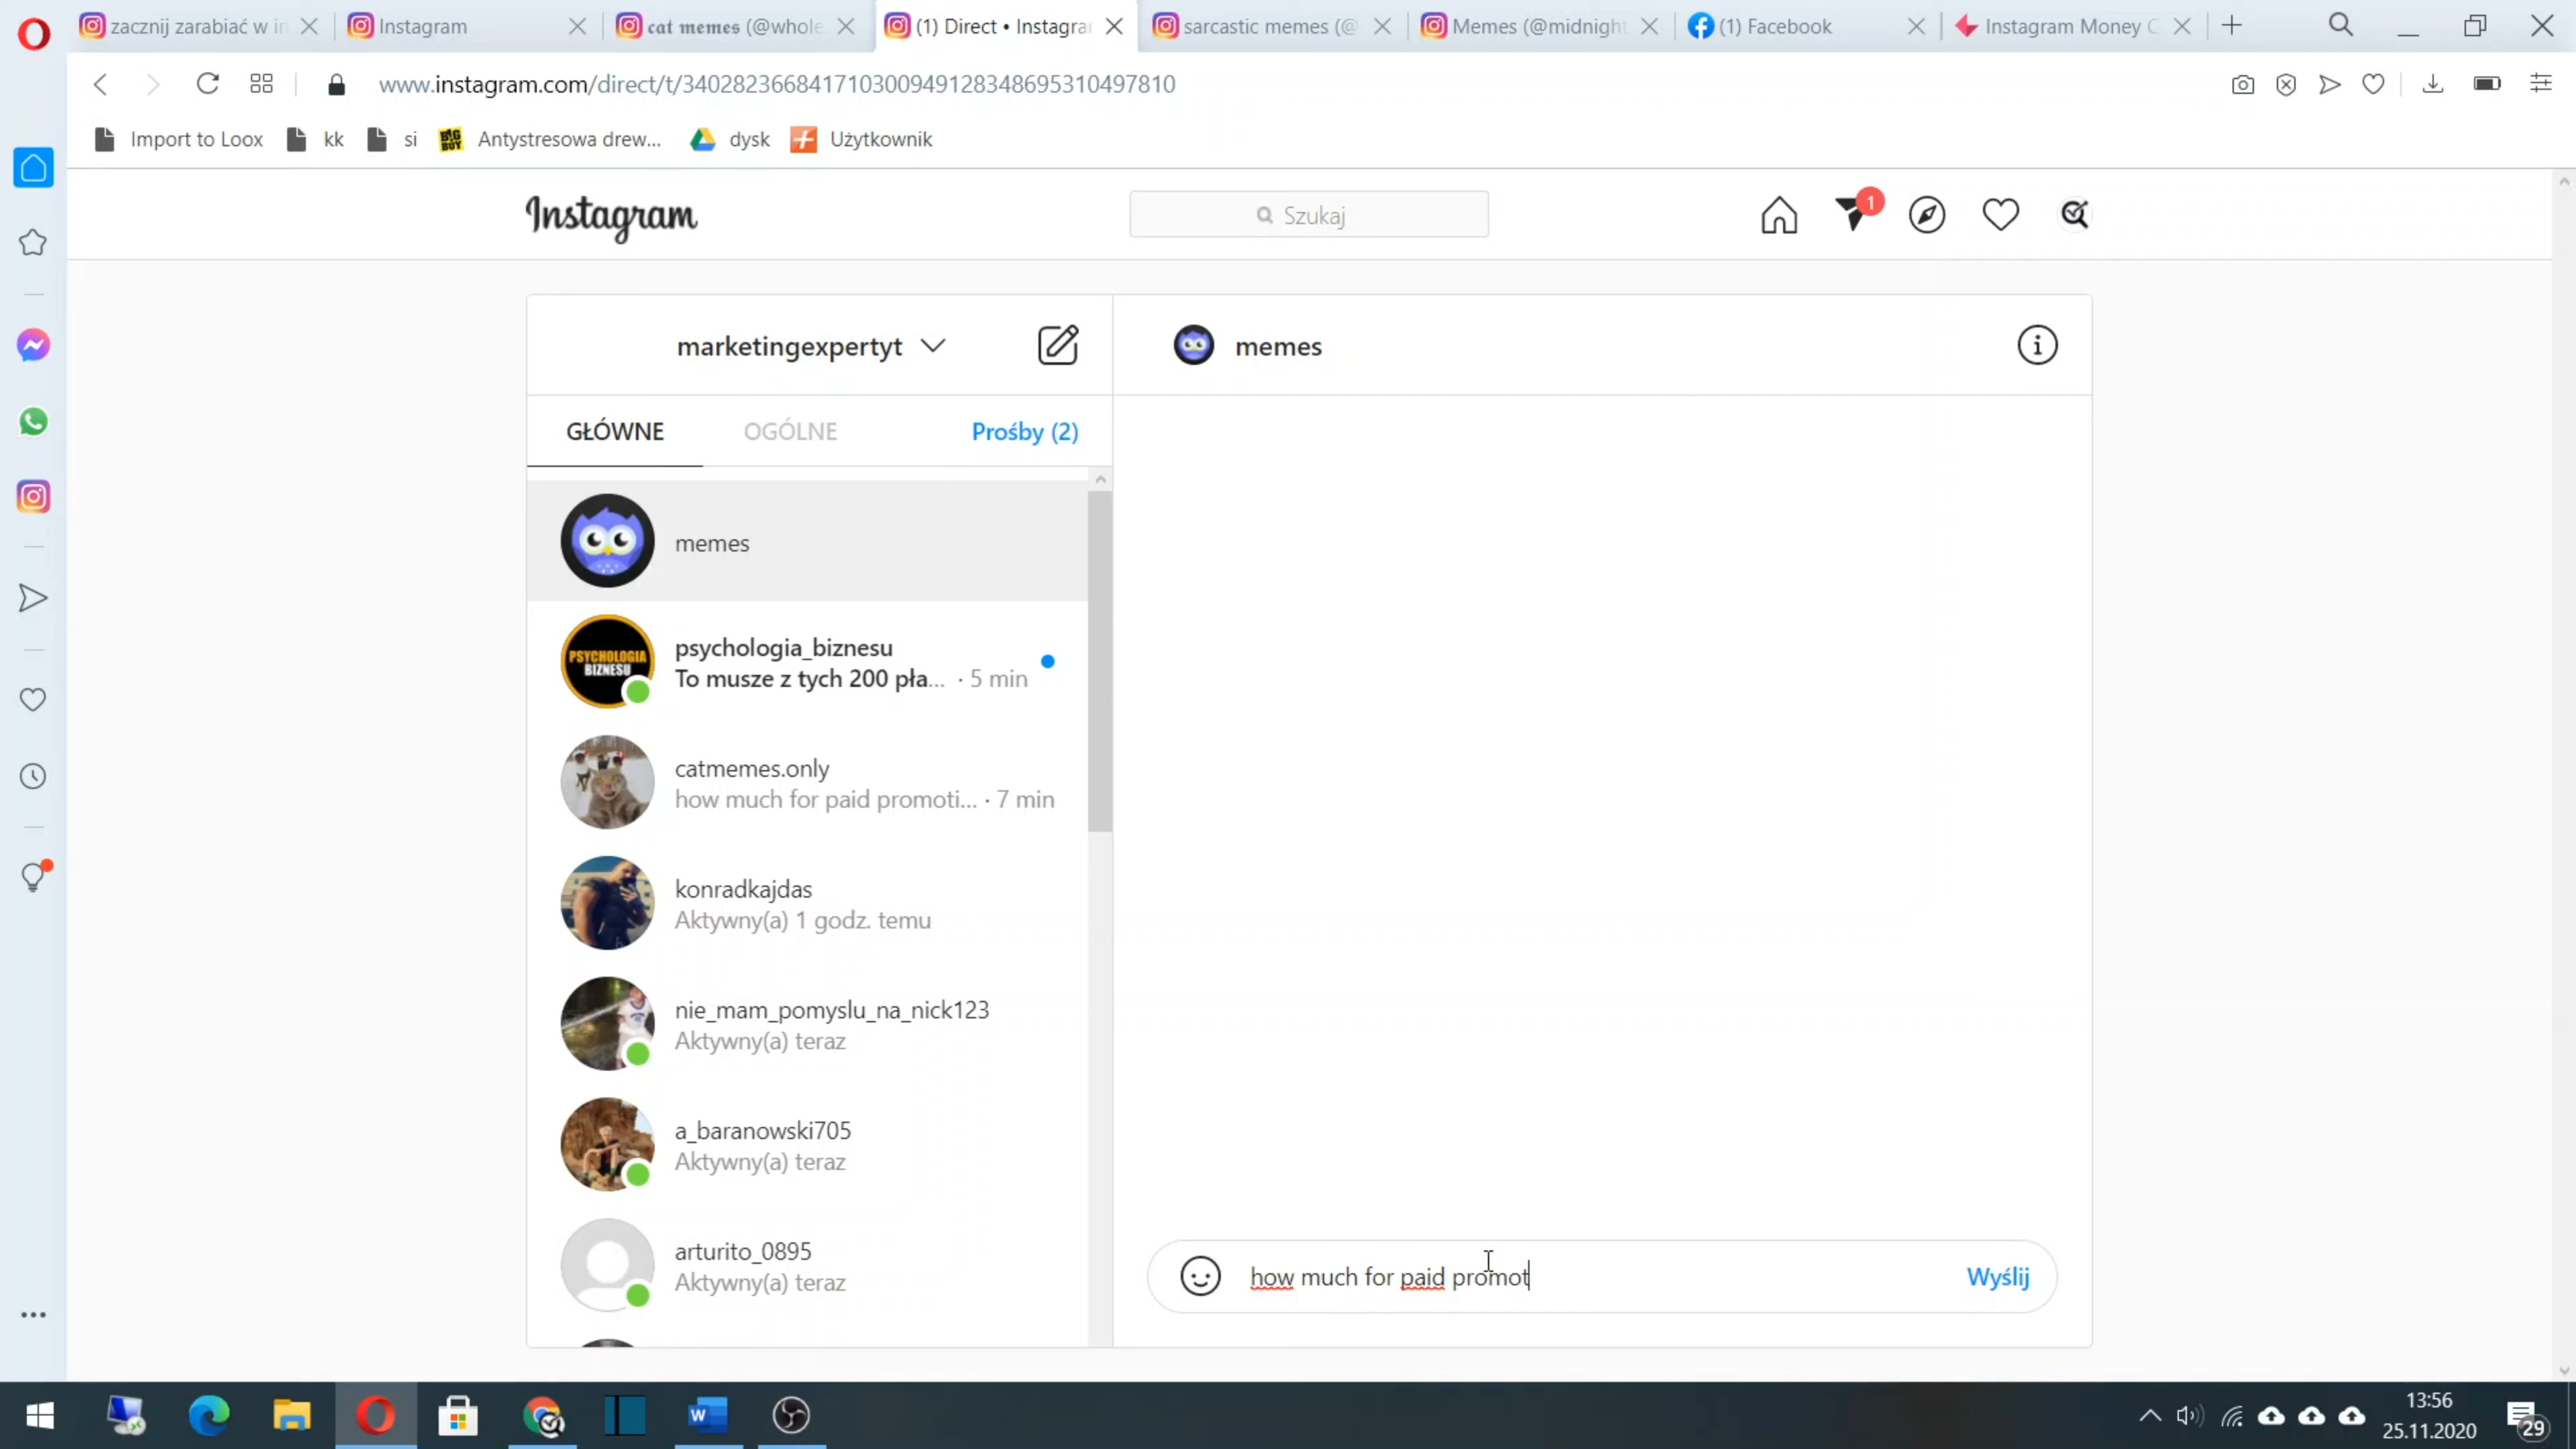 zacznij zarabiać w in
Instagram
cat memes (@whole
(1) Direct • Instagra
sarcastic memes (@
Memes (@midnight
(1) Facebook
Instagram Money C
www.instagram.com/direct/t/340282366841710300949128348695310497810
Import to Loox
kk
si
BIG BOY
Antystresowa drew...
dysk
Użytkownik
Instagram
Szukaj
1
marketingexpertyt
memes
GŁÓWNE
OGÓLNE
Prośby (2)
memes
PSYCHOLOGIA
BIZNESU
psychologia_biznesu
To musze z tych 200 pła... · 5 min
catmemes.only
how much for paid promoti... · 7 min
konradkajdas
Aktywny(a) 1 godz. temu
nie_mam_pomyslu_na_nick123
Aktywny(a) teraz
a_baranowski705
Aktywny(a) teraz
arturito_0895
Aktywny(a) teraz
how much for paid promot
Wyślij
W
13:56
25.11.2020
29